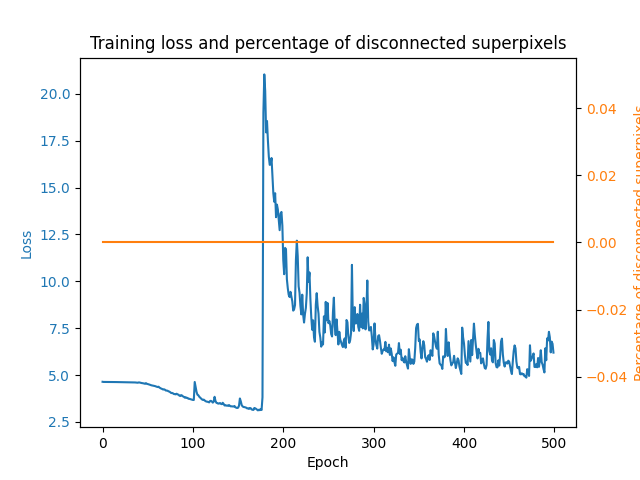 Training loss and percentage of disconnected superpixels
20.0
17.5
15.0
12.5
10.0
7.5
5.0
2.5
Loss
0.04
0.02
0.00
−0.02
−0.04
Percentage of disconnected superpixels
0 100 200 300 400 500
Epoch